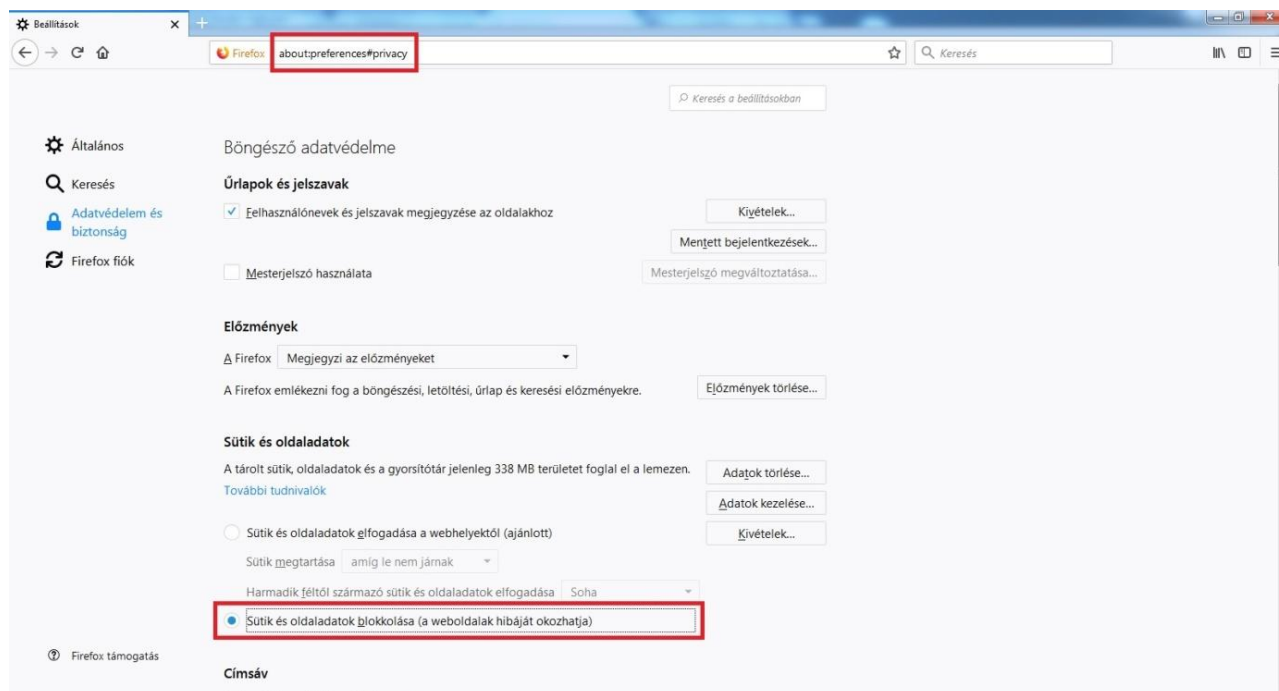 Beállítások
Firefox about:preferences#privacy Keresés
Keresés a beállításokban
Általános
Keresés
Adatvédelem és
biztonság
Firefox fiók
Böngésző adatvédelme
Űrlapok és jelszavak
Felhasználónevek és jelszavak megjegyzése az oldalakhoz Kivételek...
Mentett bejelentkezések...
Mesterjelszó használata Mesterjelszó megváltoztatása...
Előzmények
A Firefox Megjegyzi az előzményeket
A Firefox emlékezni fog a böngészési, letöltési, űrlap és keresési előzményekre. Előzmények törlése...
Sütik és oldaladatok
A tárolt sütik, oldaladatok és a gyorsítótár jelenleg 338 MB területet foglal el a lemezen. Adatok törlése...
További tudnivalók
Adatok kezelése...
Sütik és oldaladatok elfogadása a webhelyektől (ajánlott) Kivételek...
Sütik megtartása amíg le nem járnak
Harmadik féltől származó sütik és oldaladatok elfogadása Soha
Sütik és oldaladatok blokkolása (a weboldalak hibáját okozhatja)
Firefox támogatás
Címsáv